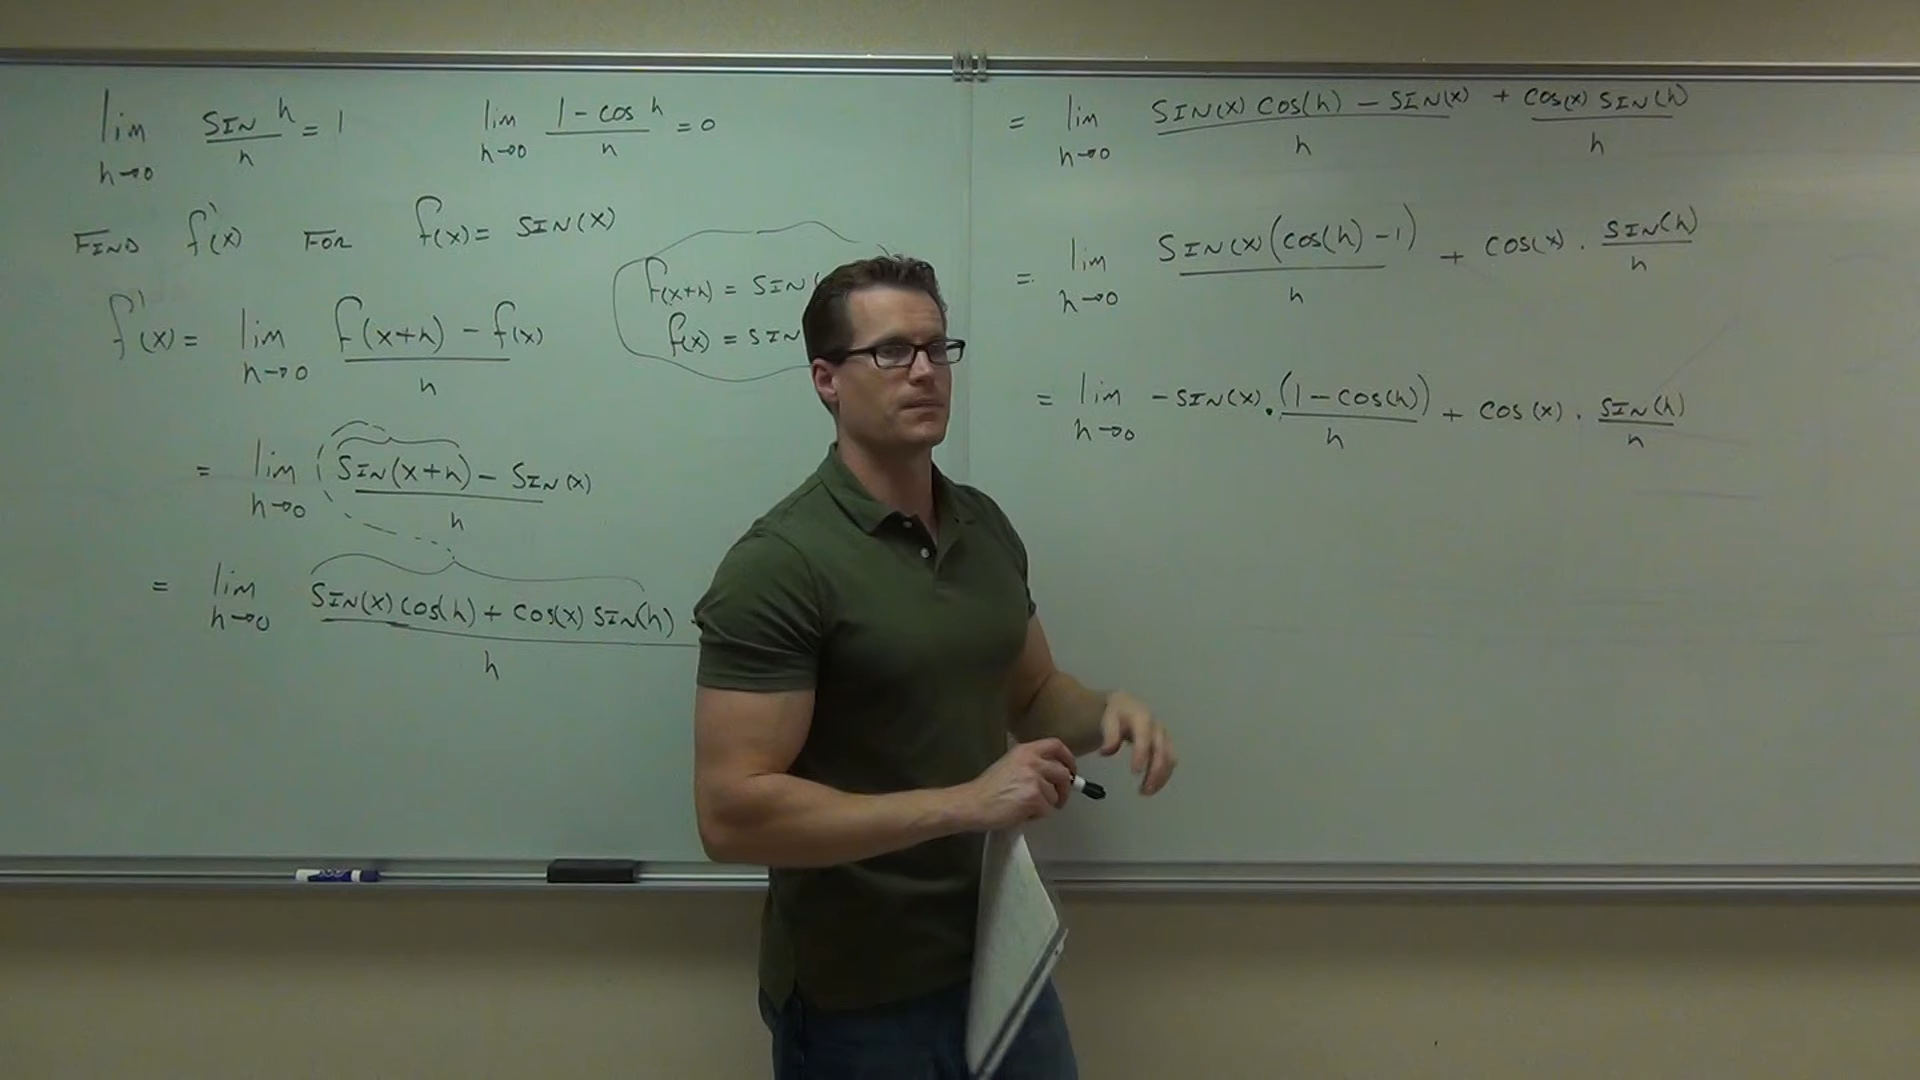 lim h→0 SIN h / h = 1
lim h→0 1 - cos h / h = 0
FIND f'(x) FOR f(x) = SIN(x)
f(x+h) = SIN(
f(x) = SIN
f'(x) = lim h→0 f(x+h) - f(x) / h
= lim h→0 SIN(x+h) - SIN(x) / h
= lim h→0 SIN(x) cos(h) + cos(x) SIN(h) / h
= lim h→0 SIN(x) cos(h) - SIN(x) / h + cos(x) SIN(h) / h
= lim h→0 SIN(x)(cos(h) - 1) / h + cos(x) · SIN(h) / h
= lim h→0 - SIN(x) · (1 - cos(h)) / h + cos(x) · SIN(h) / h